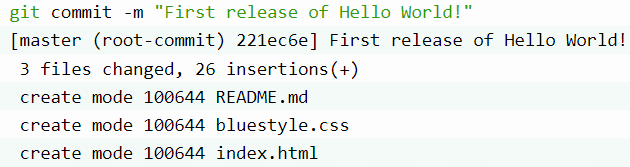 git commit -m "First release of Hello World!"
[master (root-commit) 221ec6e] First release of Hello World!
3 files changed, 26 insertions(+)
create mode 100644 README.md
create mode 100644 bluestyle.css
create mode 100644 index.html